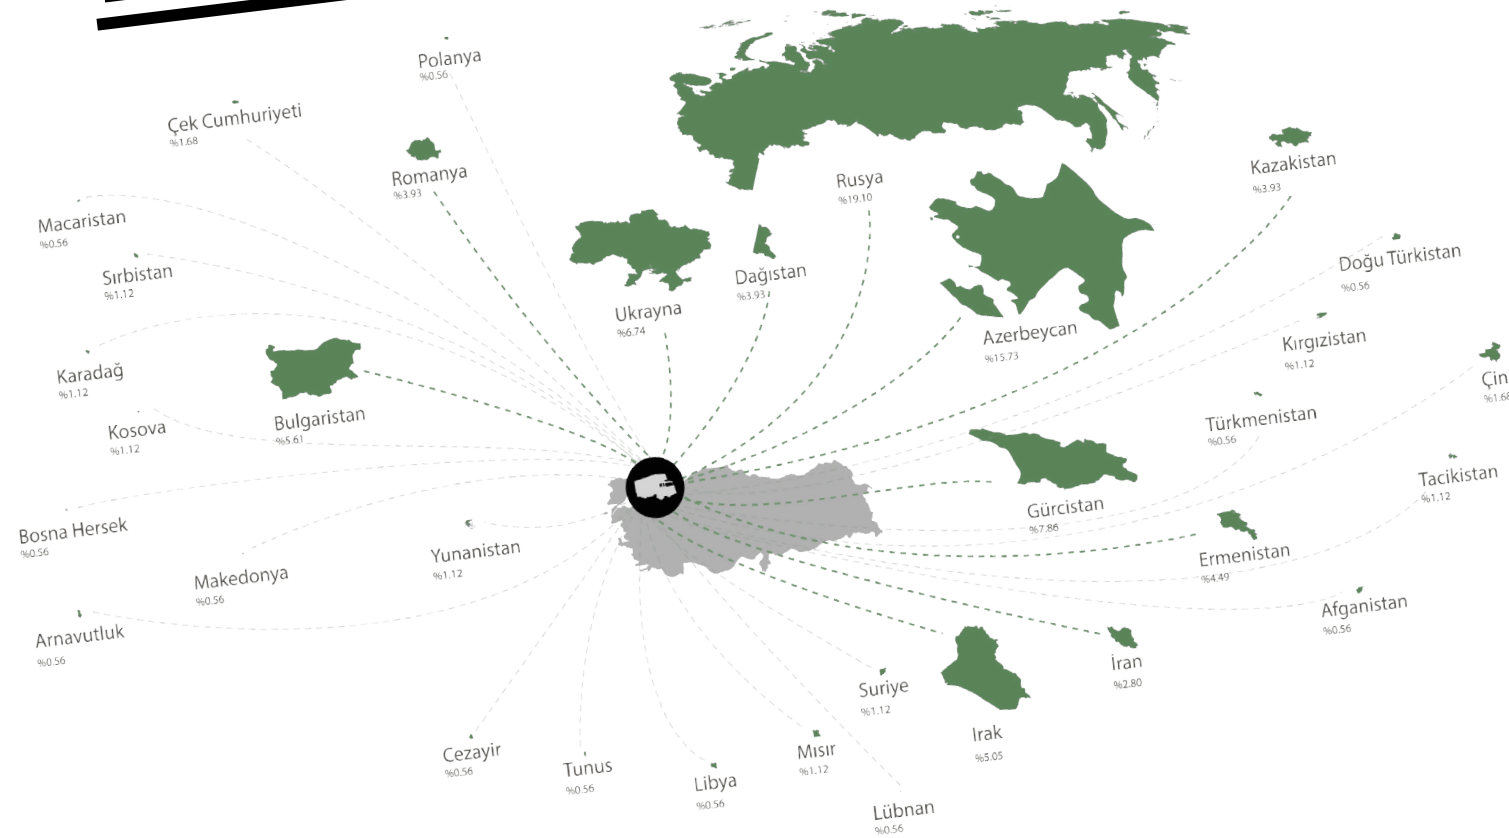 Polanya
%0.56
Çek Cumhuriyeti
%1.68
Romanya
%3.93
Macaristan
%0.56
Sırbistan
%1.12
Karadağ
%1.12
Kosova
%1.12
Bulgaristan
%5.61
Bosna Hersek
%0.56
Makedonya
%0.56
Arnavutluk
%0.56
Yunanistan
%1.12
Ukrayna
%6.74
Dağıstan
%3.93
Rusya
%19.10
Azerbeycan
%15.73
Kazakistan
%3.93
Doğu Türkistan
%0.56
Kırgızistan
%1.12
Çin
%1.68
Türkmenistan
%0.56
Tacikistan
%1.12
Gürcistan
%7.86
Ermenistan
%4.49
Afganistan
%0.56
İran
%2.80
Irak
%5.05
Suriye
%1.12
Mısır
%1.12
Lübnan
%0.56
Libya
%0.56
Tunus
%0.56
Cezayir
%0.56